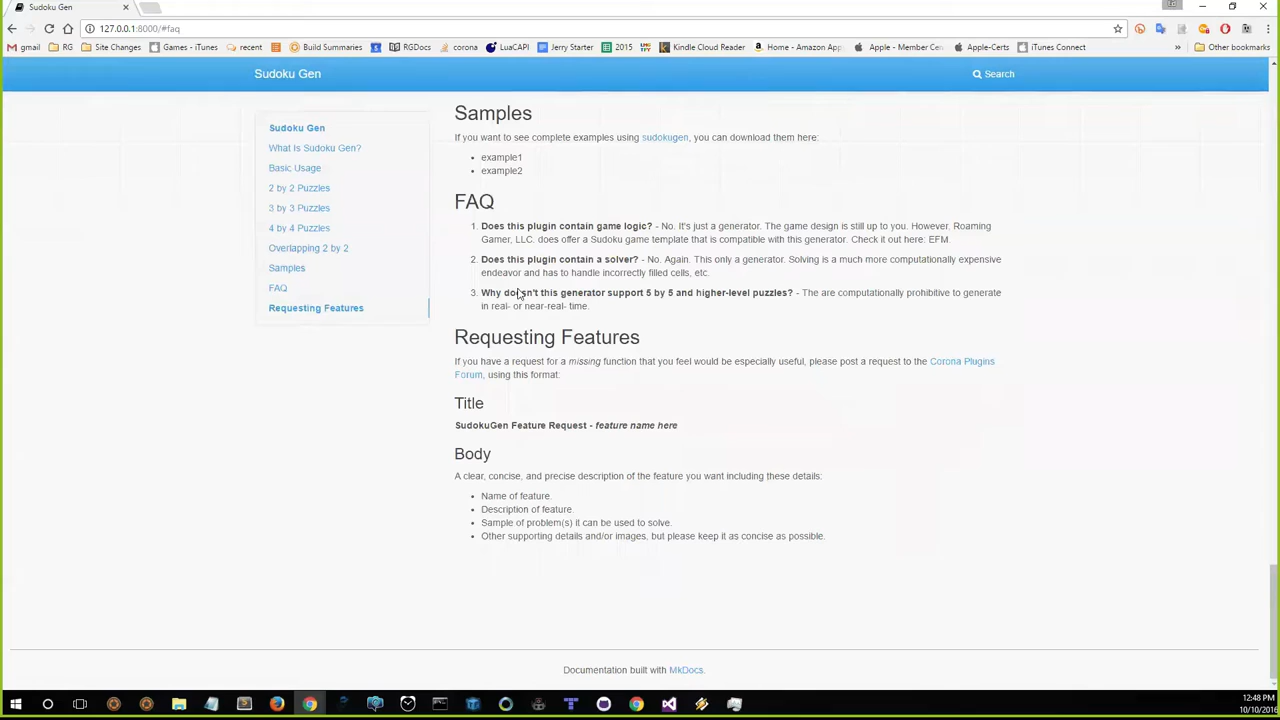 Sudoku Gen
127.0.0.1:8000/#faq
gmail
RG
Site Changes
Games - iTunes
recent
Build Summaries
RGDocs
corona
LuaCAPI
Jerry Starter
2015
Kindle Cloud Reader
Home - Amazon App
Apple - Member Cen
Apple-Certs
iTunes Connect
»
Other bookmarks
Sudoku Gen
Search
Sudoku Gen
What Is Sudoku Gen?
Basic Usage
2 by 2 Puzzles
3 by 3 Puzzles
4 by 4 Puzzles
Overlapping 2 by 2
Samples
FAQ
Requesting Features
Samples
If you want to see complete examples using sudokugen, you can download them here:
• example1
• example2
FAQ
1. Does this plugin contain game logic? - No. It's just a generator. The game design is still up to you. However. Roaming
Gamer, LLC. does offer a Sudoku game template that is compatible with this generator. Check it out here: EFM.
2. Does this plugin contain a solver? - No. Again. This only a generator. Solving is a much more computationally expensive
endeavor and has to handle incorrectly filled cells, etc.
3. Why doesn't this generator support 5 by 5 and higher-level puzzles? - The are computationally prohibitive to generate
in real- or near-real- time.
Requesting Features
If you have a request for a missing function that you feel would be especially useful, please post a request to the Corona Plugins
Forum, using this format:
Title
SudokuGen Feature Request - feature name here
Body
A clear, concise, and precise description of the feature you want including these details:
• Name of feature.
• Description of feature.
• Sample of problem(s) it can be used to solve.
• Other supporting details and/or images, but please keep it as concise as possible.
Documentation built with MkDocs.
12:48 PM
10/10/2016